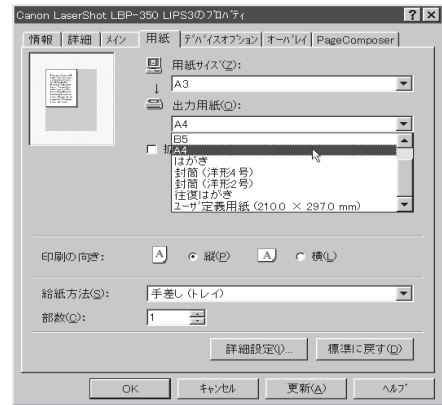 Canon LaserShot LBP-350 LIPS3のﾌﾟﾛﾊﾟﾃｨ
情報 詳細 ﾒｲﾝ 用紙 ﾃﾞﾊﾞｲｽｵﾌﾟｼｮﾝ ｵｰﾊﾞﾚｲ PageComposer
用紙ｻｲｽﾞ(Z):
A3
出力用紙(O):
A4
B5
A4
はがき
封筒 (洋形4号)
封筒 (洋形2号)
往復はがき
ﾕｰｻﾞ定義用紙 (210.0 × 297.0 mm)
印刷の向き: A 縦(P) A 横(L)
給紙方法(S): 手差し (トレイ)
部数(C): 1
詳細設定(I)... 標準に戻す(D)
OK ｷｬﾝｾﾙ 更新(A) ﾍﾙﾌﾟ